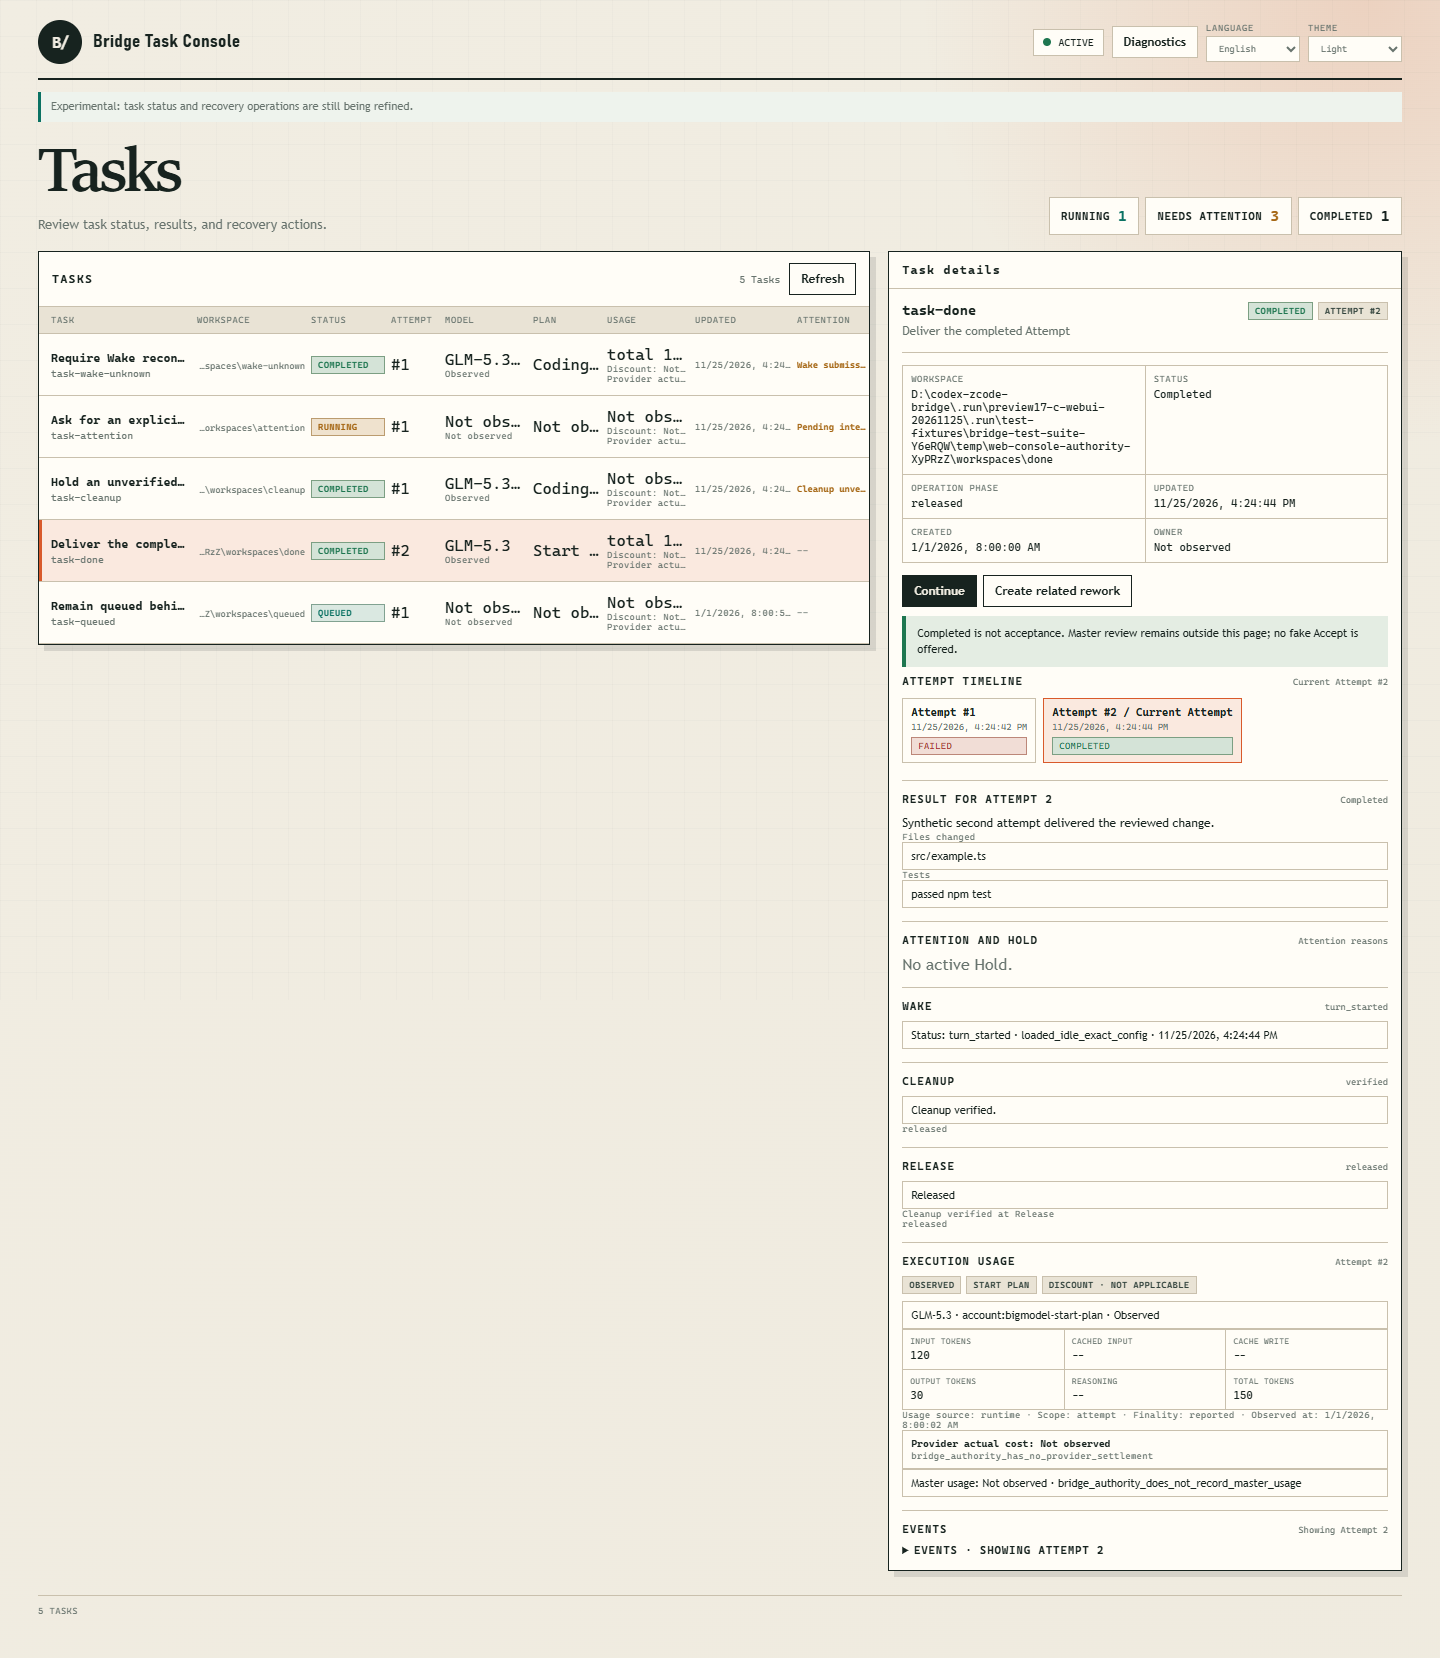 B/ Bridge Task Console
ACTIVE
Diagnostics
LANGUAGE
English
THEME
Light
Experimental: task status and recovery operations are still being refined.
Tasks
Review task status, results, and recovery actions.
RUNNING 1
NEEDS ATTENTION 3
COMPLETED 1
TASKS
5 Tasks
Refresh
TASK WORKSPACE STATUS ATTEMPT MODEL PLAN USAGE UPDATED ATTENTION
Require Wake recon…
task-wake-unknown
…spaces\wake-unknown
COMPLETED
#1
GLM-5.3…
Observed
Coding…
total 1…
Discount: Not…
Provider actu…
11/25/2026, 4:24…
Wake submiss…
Ask for an explici…
task-attention
…orkspaces\attention
RUNNING
#1
Not obs…
Not observed
Not ob…
Not obs…
Discount: Not…
Provider actu…
11/25/2026, 4:24…
Pending inte…
Hold an unverified…
task-cleanup
…\workspaces\cleanup
COMPLETED
#1
GLM-5.3…
Observed
Coding…
Not obs…
Discount: Not…
Provider actu…
11/25/2026, 4:24…
Cleanup unve…
Deliver the comple…
task-done
…RzZ\workspaces\done
COMPLETED
#2
GLM-5.3
Observed
Start …
total 1…
Discount: Not…
Provider actu…
11/25/2026, 4:24…
--
Remain queued behi…
task-queued
…Z\workspaces\queued
QUEUED
#1
Not obs…
Not observed
Not ob…
Not obs…
Discount: Not…
Provider actu…
1/1/2026, 8:00:5…
--
Task details
task-done
COMPLETED
ATTEMPT #2
Deliver the completed Attempt
WORKSPACE
D:\codex-zcode-
bridge\.run\preview17-c-webui-
20261125\.run\test-
fixtures\bridge-test-suite-
Y6eRQW\temp\web-console-authority-
XyPRzZ\workspaces\done
STATUS
Completed
OPERATION PHASE
released
UPDATED
11/25/2026, 4:24:44 PM
CREATED
1/1/2026, 8:00:00 AM
OWNER
Not observed
Continue
Create related rework
Completed is not acceptance. Master review remains outside this page; no fake Accept is
offered.
ATTEMPT TIMELINE
Current Attempt #2
Attempt #1
11/25/2026, 4:24:42 PM
FAILED
Attempt #2 / Current Attempt
11/25/2026, 4:24:44 PM
COMPLETED
RESULT FOR ATTEMPT 2
Completed
Synthetic second attempt delivered the reviewed change.
Files changed
src/example.ts
Tests
passed npm test
ATTENTION AND HOLD
Attention reasons
No active Hold.
WAKE
turn_started
Status: turn_started · loaded_idle_exact_config · 11/25/2026, 4:24:44 PM
CLEANUP
verified
Cleanup verified.
released
RELEASE
released
Released
Cleanup verified at Release
released
EXECUTION USAGE
Attempt #2
OBSERVED
START PLAN
DISCOUNT · NOT APPLICABLE
GLM-5.3 · account:bigmodel-start-plan · Observed
INPUT TOKENS
120
CACHED INPUT
--
CACHE WRITE
--
OUTPUT TOKENS
30
REASONING
--
TOTAL TOKENS
150
Usage source: runtime · Scope: attempt · Finality: reported · Observed at: 1/1/2026,
8:00:02 AM
Provider actual cost: Not observed
bridge_authority_has_no_provider_settlement
Master usage: Not observed · bridge_authority_does_not_record_master_usage
EVENTS
Showing Attempt 2
▶ EVENTS · SHOWING ATTEMPT 2
5 TASKS